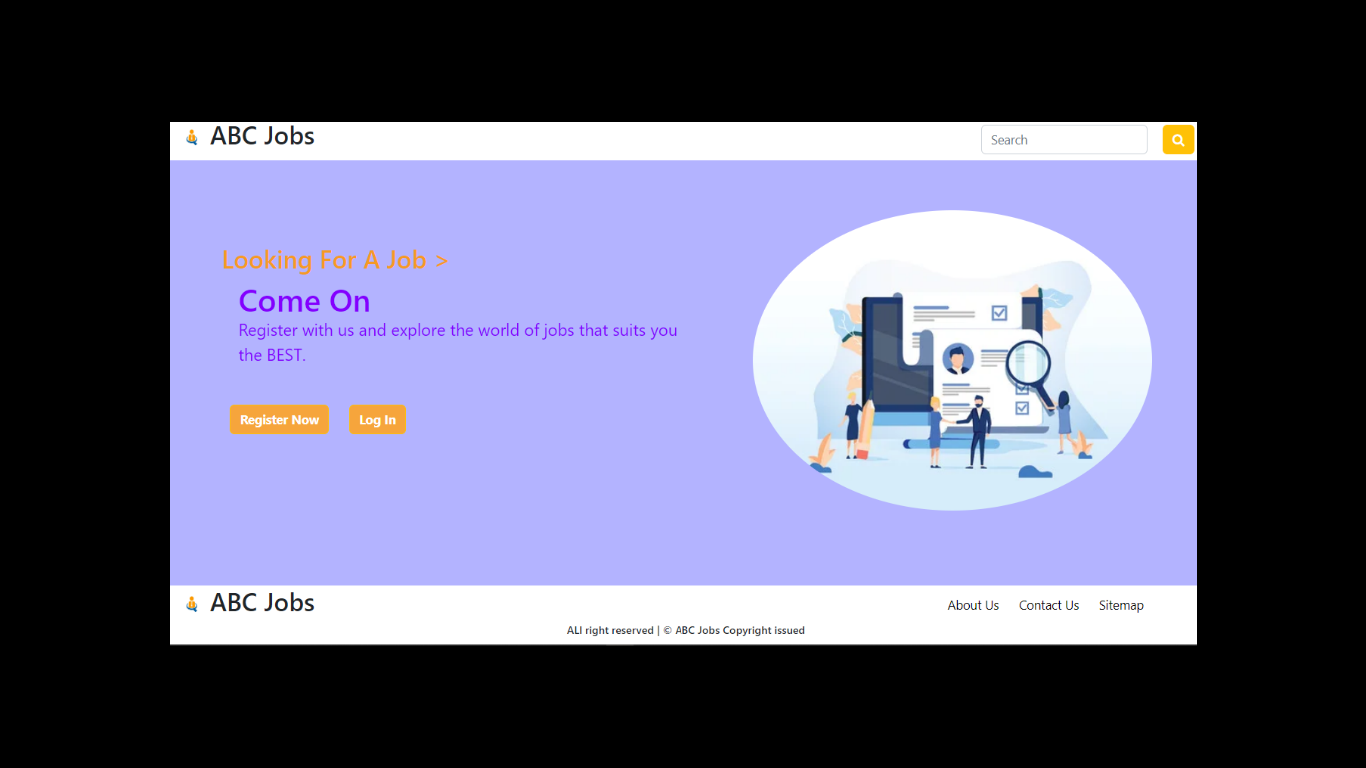 ABC Jobs
Search
Looking For A Job >
Come On
Register with us and explore the world of jobs that suits you
the BEST.
Register Now
Log In
ABC Jobs
About Us
Contact Us
Sitemap
ALl right reserved | © ABC Jobs Copyright issued